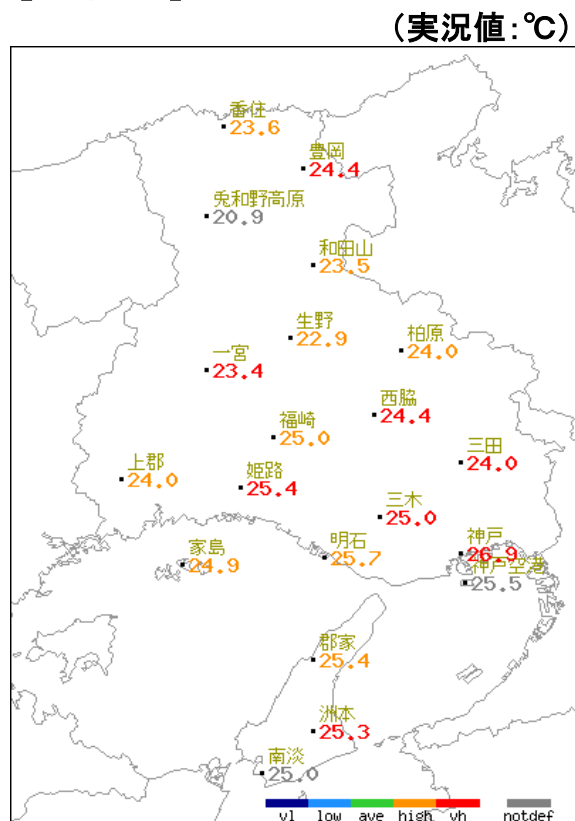 (実況値:℃)
香住
23.6
豊岡
24.4
兎和野高原
20.9
和田山
23.5
生野
22.9
柏原
24.0
一宮
23.4
西脇
24.4
福崎
25.0
三田
24.0
上郡
24.0
姫路
25.4
三木
25.0
神戸
26.9
家島
24.9
明石
25.7
神戸空港
25.5
郡家
25.4
洲本
25.3
南淡
25.0
vl low ave high vh notdef